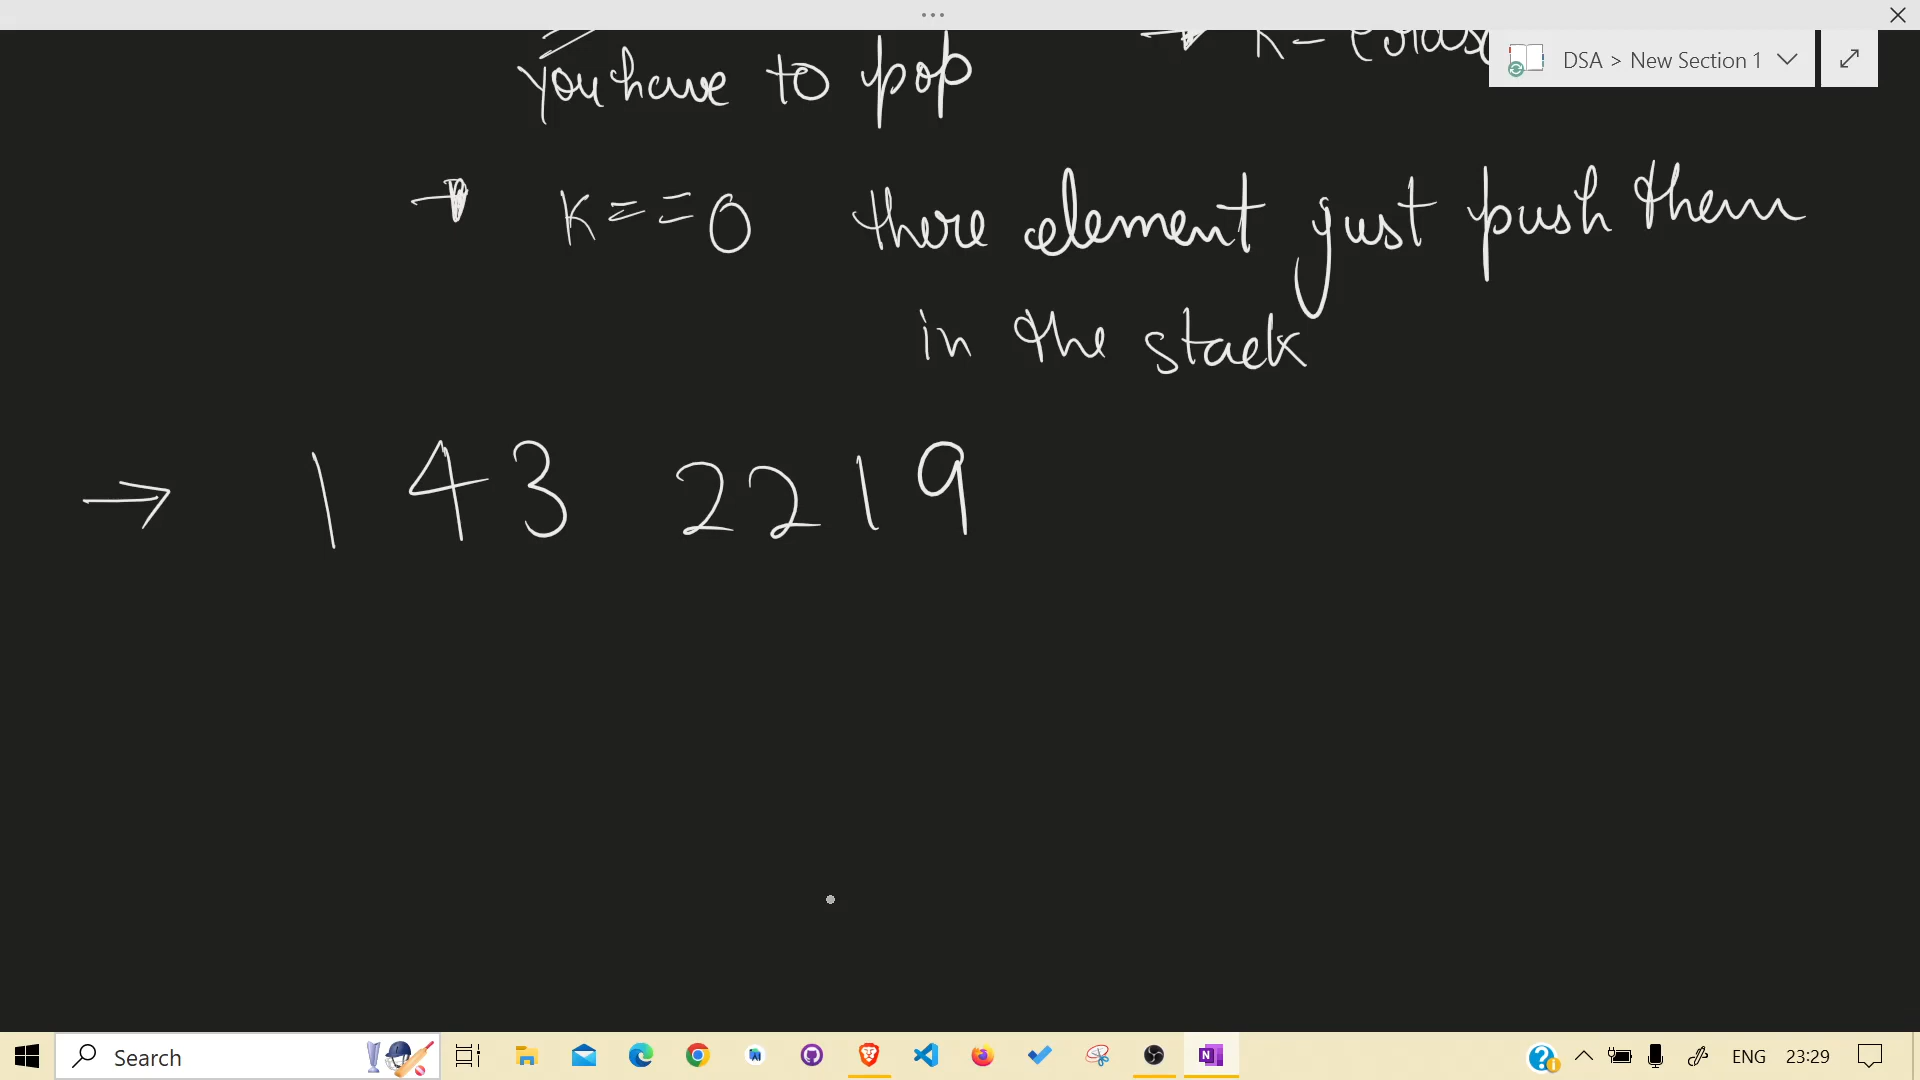 DSA > New Section 1
you have to pop
K==0 there element just push them
in the stack
→ 1 4 3 2 2 1 9
Search
ENG 23:29